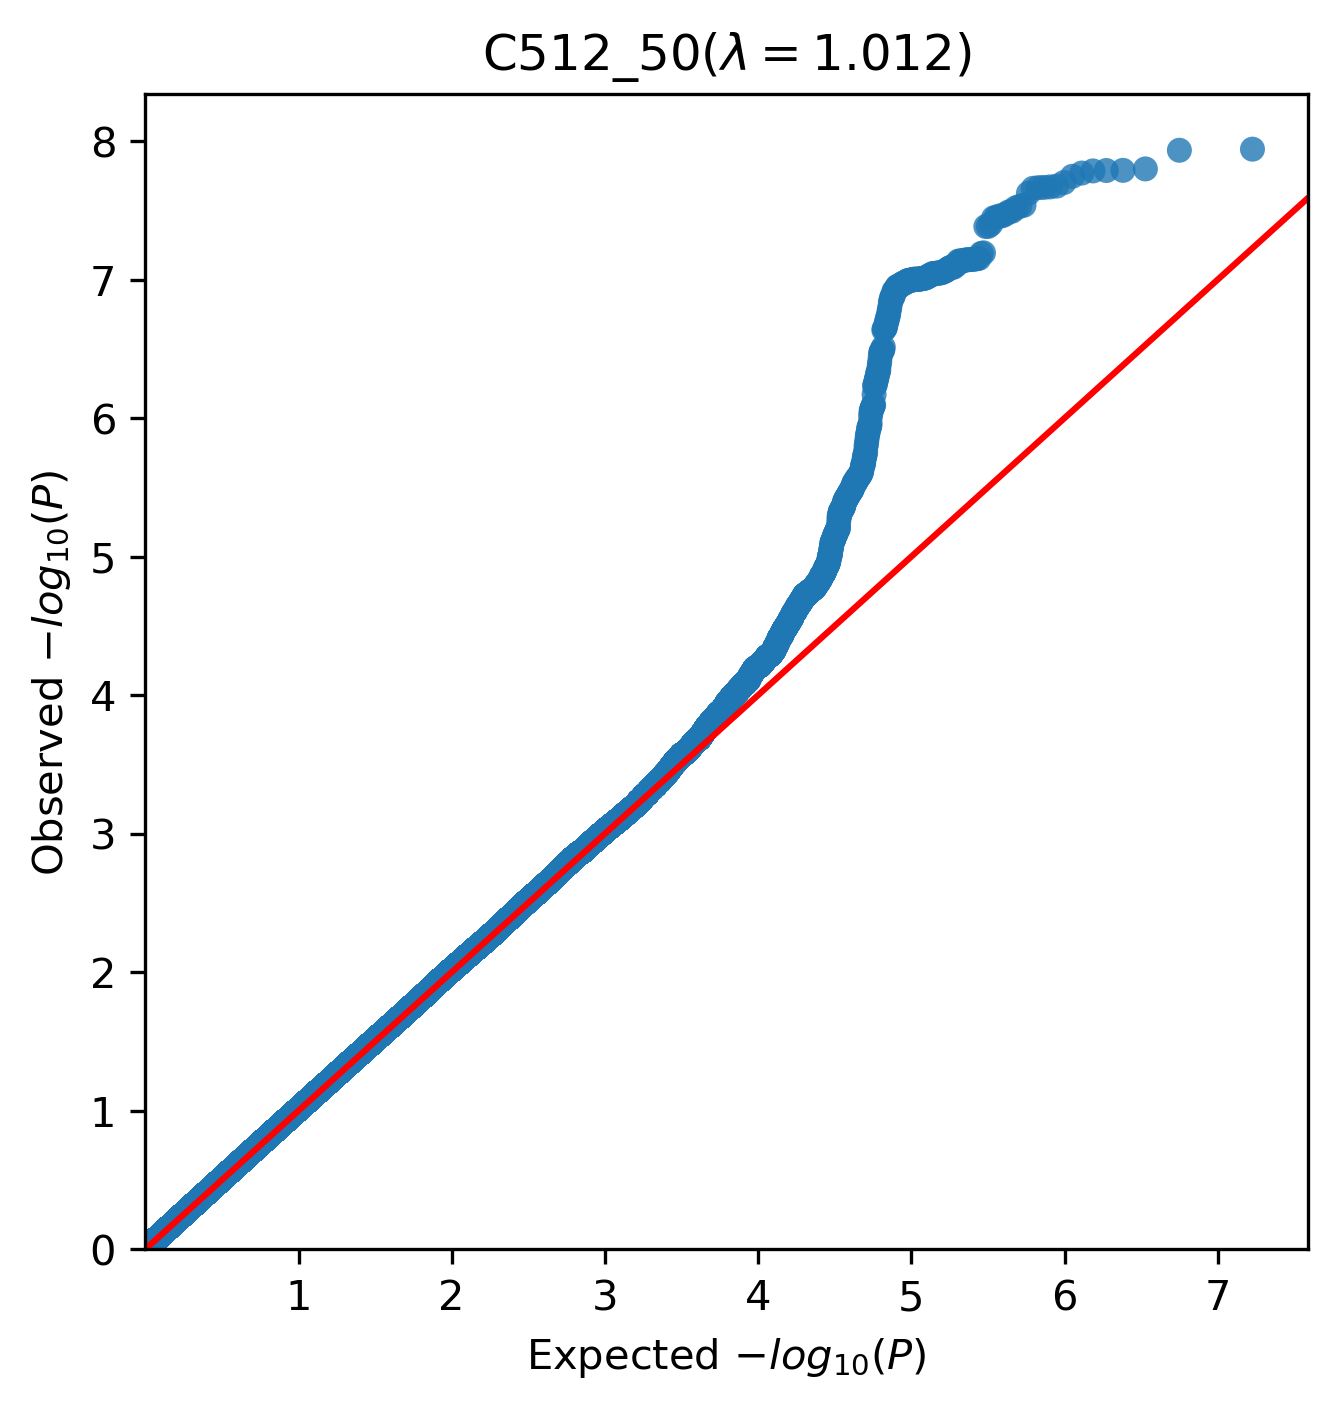 C512_50(λ = 1.012)
8
7
6
5
4
3
2
1
0
Observed −log₁₀(P)
1 2 3 4 5 6 7
Expected −log₁₀(P)